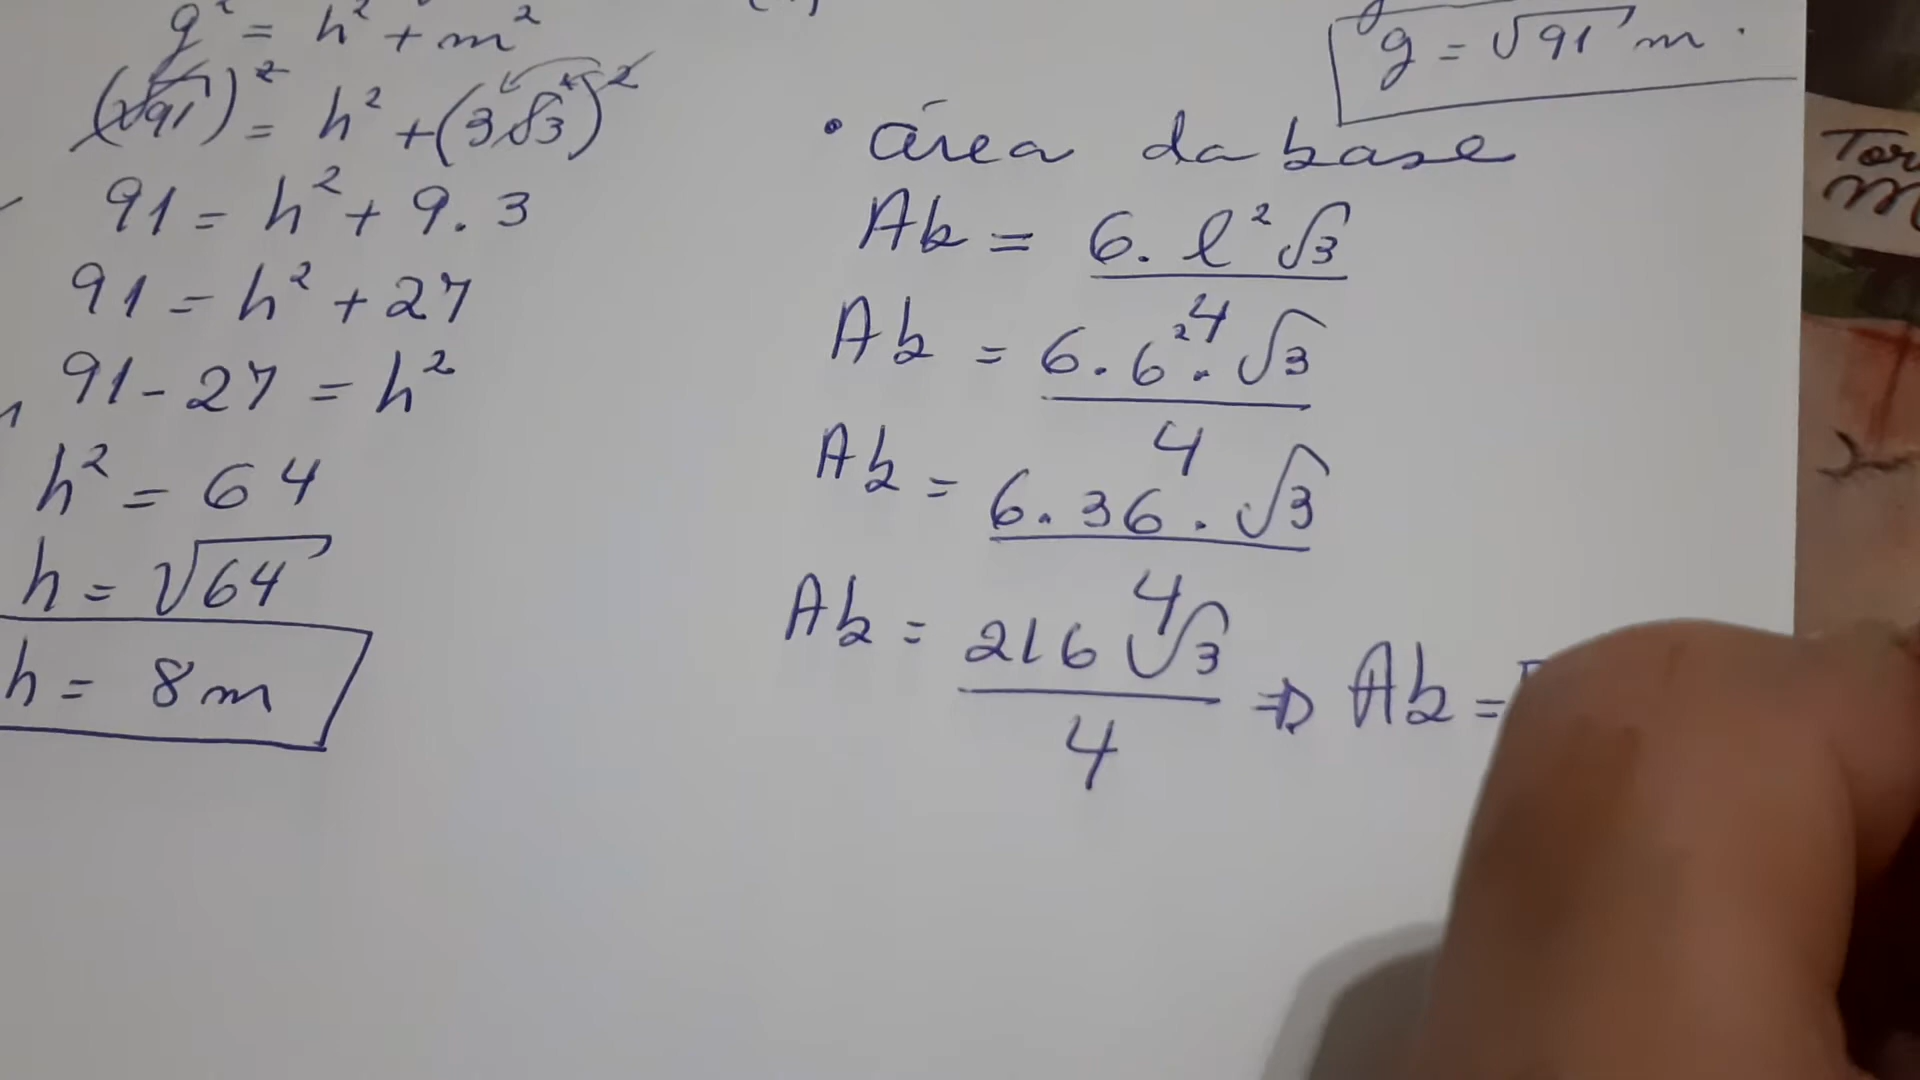 g² = h² + m²
(√91)² = h² + (3√3)²
91 = h² + 9.3
91 = h² + 27
91 - 27 = h²
h² = 64
h = √64
h = 8m
g = √91 m.
• área da base
Ab = 6. l²√3 / 4
Ab = 6.6².√3 / 4
Ab = 6.36.√3 / 4
Ab = 216√3 / 4 ⇒ Ab =